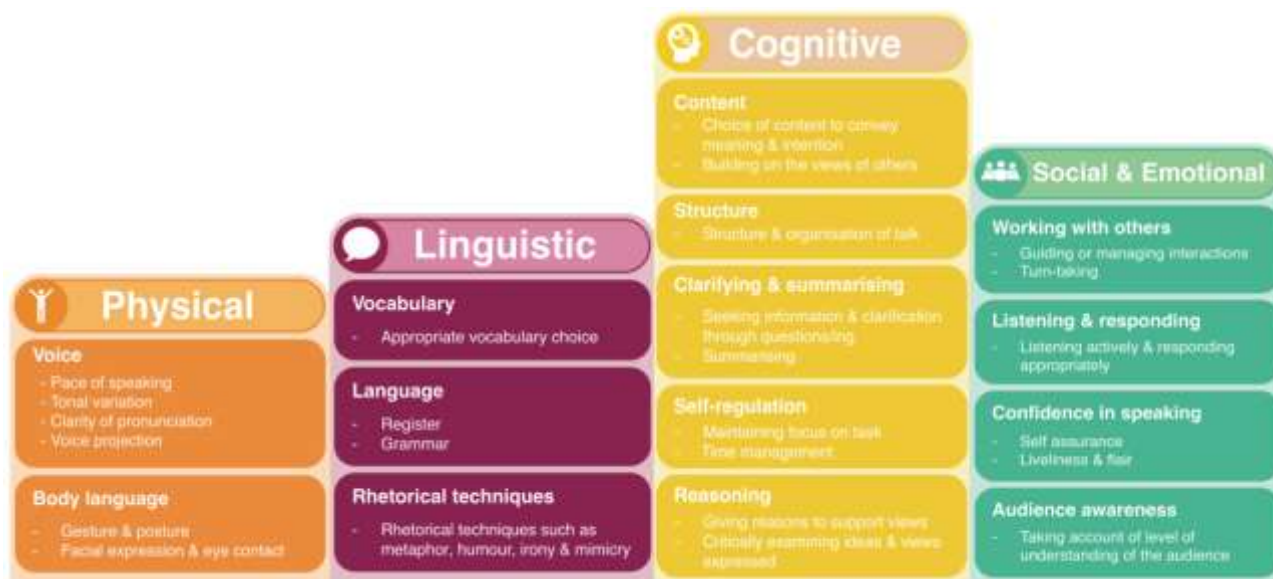 Physical
Voice
- Pace of speaking
- Tonal variation
- Clarity of pronunciation
- Voice projection
Body language
- Gesture & posture
- Facial expression & eye contact
Linguistic
Vocabulary
- Appropriate vocabulary choice
Language
- Register
- Grammar
Rhetorical techniques
- Rhetorical techniques such as
metaphor, humour, irony & mimicry
Cognitive
Content
- Choice of content to convey
meaning & intention
- Building on the views of others
Structure
- Structure & organisation of talk
Clarifying & summarising
- Seeking information & clarification
through questions/ing
- Summarising
Self-regulation
- Maintaining focus on task
- Time management
Reasoning
- Giving reasons to support views
- Critically examining ideas & views
expressed
Social & Emotional
Working with others
- Guiding or managing interactions
- Turn-taking
Listening & responding
- Listening actively & responding
appropriately
Confidence in speaking
- Self assurance
- Liveliness & flair
Audience awareness
- Taking account of level of
understanding of the audience